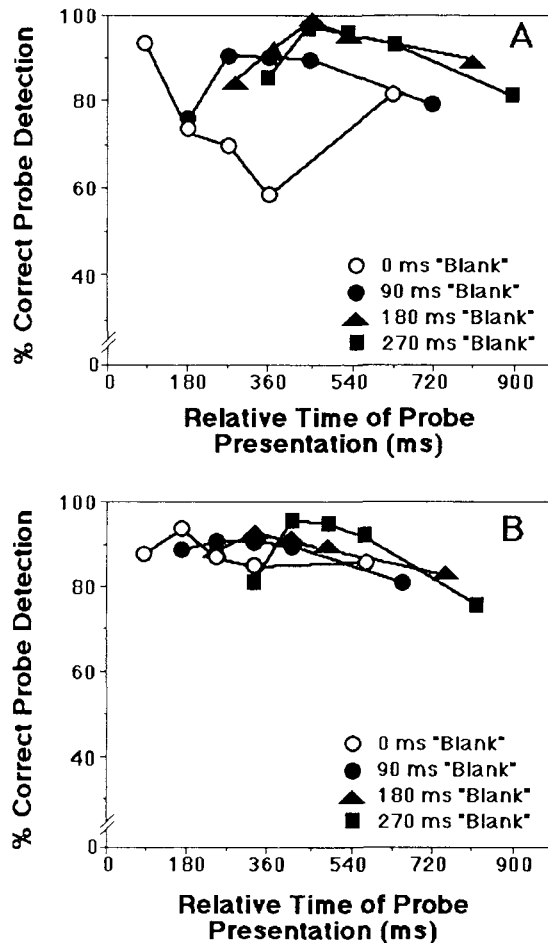 A
% Correct Probe Detection
100
80
60
40
0
0 ms "Blank"
90 ms "Blank"
180 ms "Blank"
270 ms "Blank"
0 180 360 540 720 900
Relative Time of Probe
Presentation (ms)
B
% Correct Probe Detection
100
80
60
40
0
0 ms "Blank"
90 ms "Blank"
180 ms "Blank"
270 ms "Blank"
0 180 360 540 720 900
Relative Time of Probe
Presentation (ms)